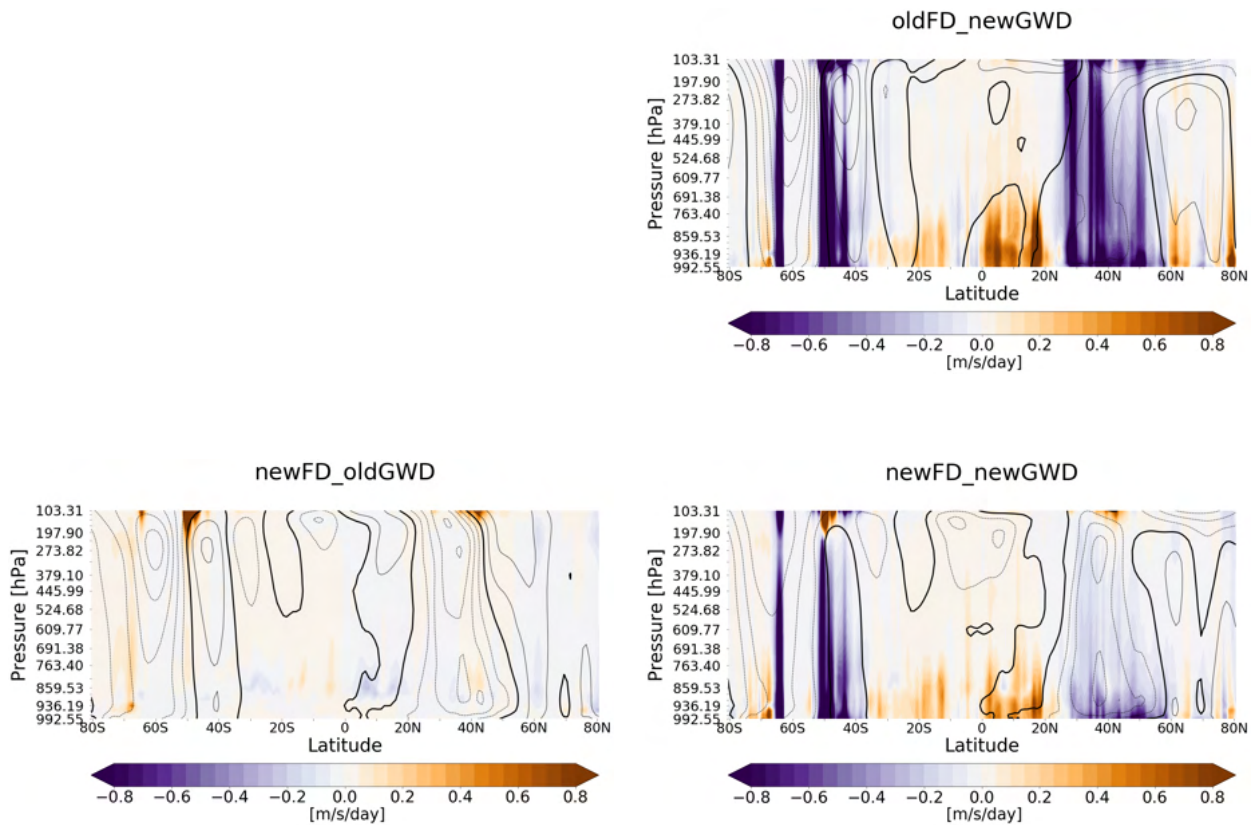 oldFD_newGWD
103.31
197.90
273.82
379.10
445.99
524.68
609.77
691.38
763.40
859.53
936.19
992.55
Pressure [hPa]
80S 60S 40S 20S 0 20N 40N 60N 80N
Latitude
−0.8 −0.6 −0.4 −0.2 0.0 0.2 0.4 0.6 0.8
[m/s/day]
newFD_oldGWD
103.31
197.90
273.82
379.10
445.99
524.68
609.77
691.38
763.40
859.53
936.19
992.55
Pressure [hPa]
80S 60S 40S 20S 0 20N 40N 60N 80N
Latitude
−0.8 −0.6 −0.4 −0.2 0.0 0.2 0.4 0.6 0.8
[m/s/day]
newFD_newGWD
103.31
197.90
273.82
379.10
445.99
524.68
609.77
691.38
763.40
859.53
936.19
992.55
Pressure [hPa]
80S 60S 40S 20S 0 20N 40N 60N 80N
Latitude
−0.8 −0.6 −0.4 −0.2 0.0 0.2 0.4 0.6 0.8
[m/s/day]